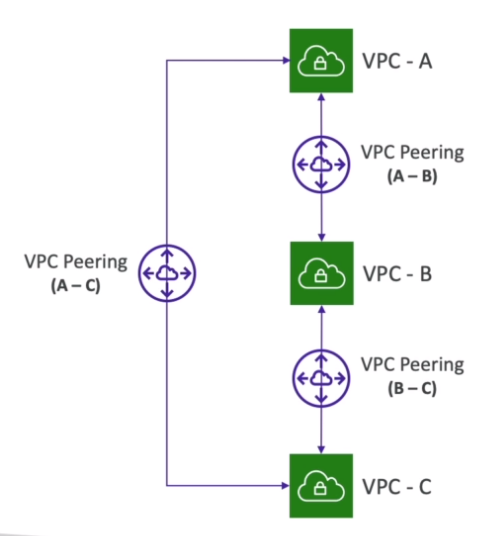 VPC - A
VPC Peering
(A – B)
VPC Peering
(A – C)
VPC - B
VPC Peering
(B – C)
VPC - C